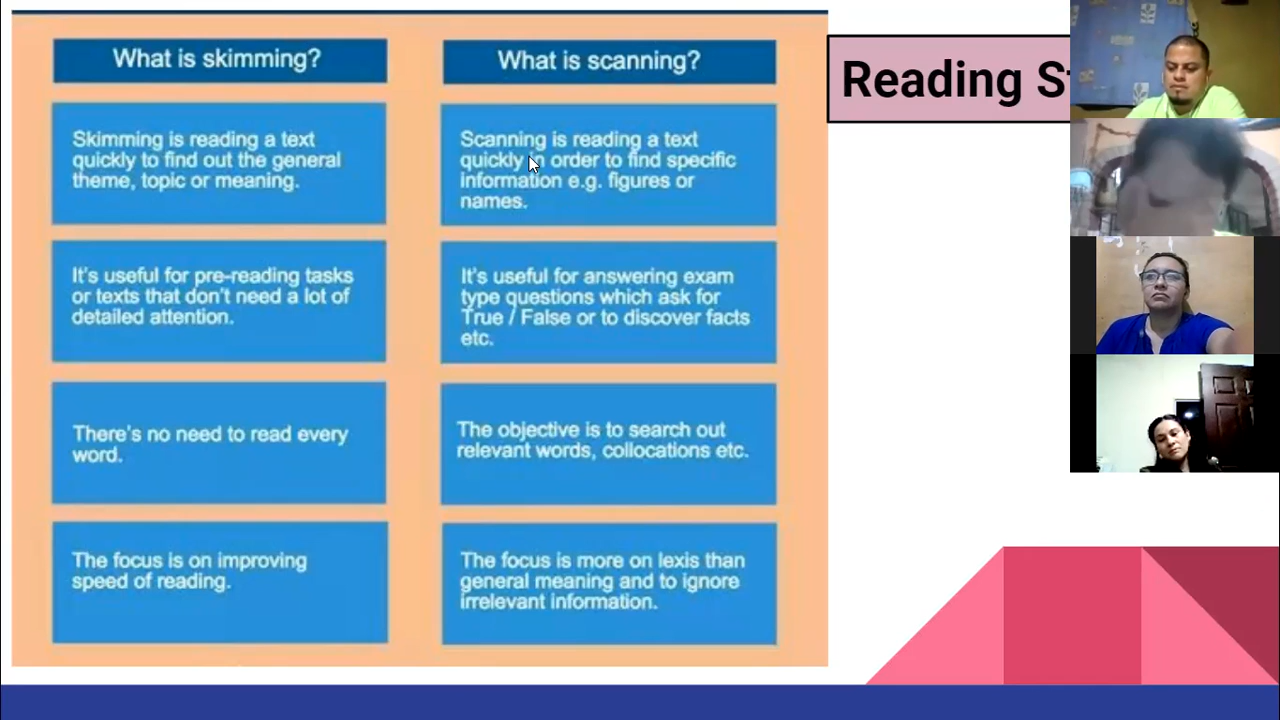 What is skimming?
Skimming is reading a text
quickly to find out the general
theme, topic or meaning.
It's useful for pre-reading tasks
or texts that don't need a lot of
detailed attention.
There's no need to read every
word.
The focus is on improving
speed of reading.
What is scanning?
Scanning is reading a text
quickly in order to find specific
information e.g. figures or
names.
It's useful for answering exam
type questions which ask for
True / False or to discover facts
etc.
The objective is to search out
relevant words, collocations etc.
The focus is more on lexis than
general meaning and to ignore
irrelevant information.
Reading